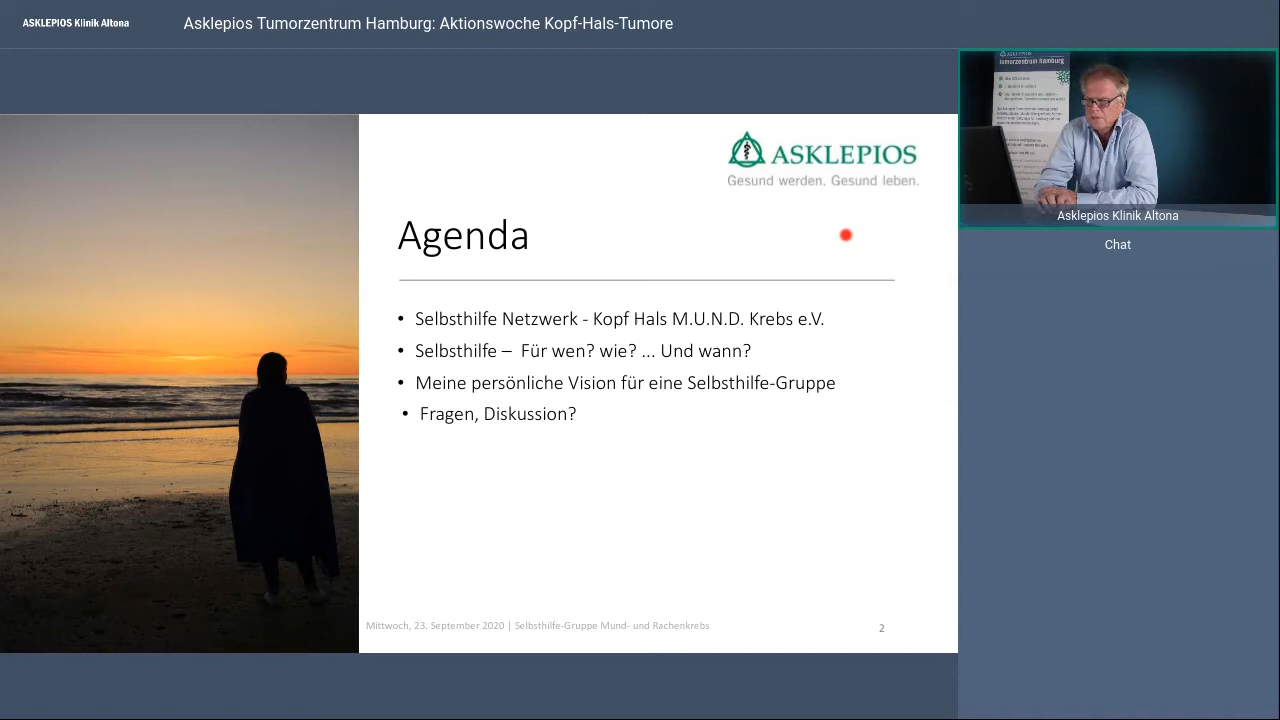 ASKLEPIOS Klinik Altona
Asklepios Tumorzentrum Hamburg: Aktionswoche Kopf-Hals-Tumore
ASKLEPIOS
Gesund werden. Gesund leben.
Agenda
• Selbsthilfe Netzwerk - Kopf Hals M.U.N.D. Krebs e.V.
• Selbsthilfe – Für wen? wie? ... Und wann?
• Meine persönliche Vision für eine Selbsthilfe-Gruppe
• Fragen, Diskussion?
Mittwoch, 23. September 2020 | Selbsthilfe-Gruppe Mund- und Rachenkrebs
2
ASKLEPIOS
tumorzentrum hamburg
Asklepios Klinik Altona
Chat